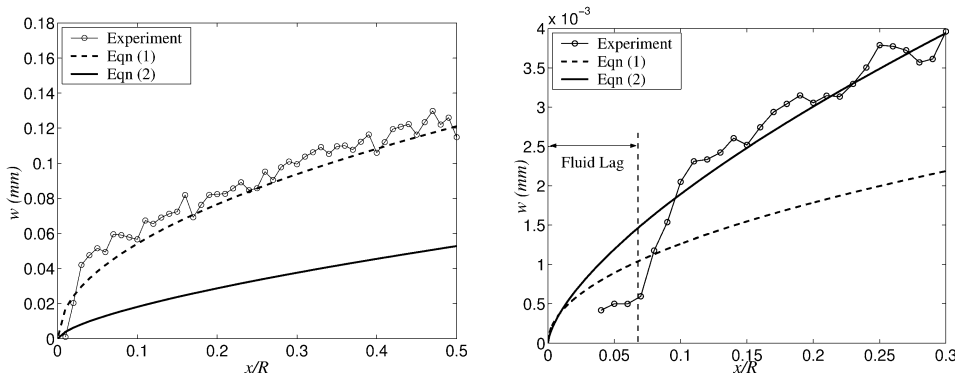 0.18
0.16
0.14
0.12
0.1
0.08
0.06
0.04
0.02
0
w (mm)
Experiment
Eqn (1)
Eqn (2)
0
0.1
0.2
0.3
0.4
0.5
x/R
4 × 10⁻³
3.5
3
2.5
2
1.5
1
0.5
0
w (mm)
Experiment
Eqn (1)
Eqn (2)
Fluid Lag
0
0.05
0.1
0.15
0.2
0.25
0.3
x/R